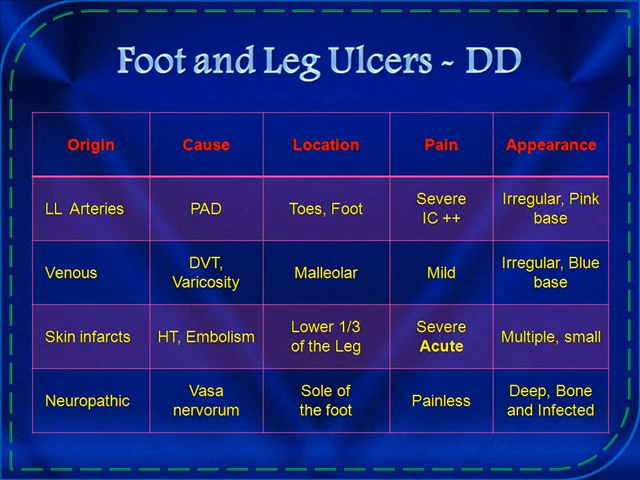 Foot and Leg Ulcers - DD
Origin Cause Location Pain Appearance
LL Arteries PAD Toes, Foot Severe IC ++ Irregular, Pink base
Venous DVT, Varicosity Malleolar Mild Irregular, Blue base
Skin infarcts HT, Embolism Lower 1/3 of the Leg Severe Acute Multiple, small
Neuropathic Vasa nervorum Sole of the foot Painless Deep, Bone and Infected